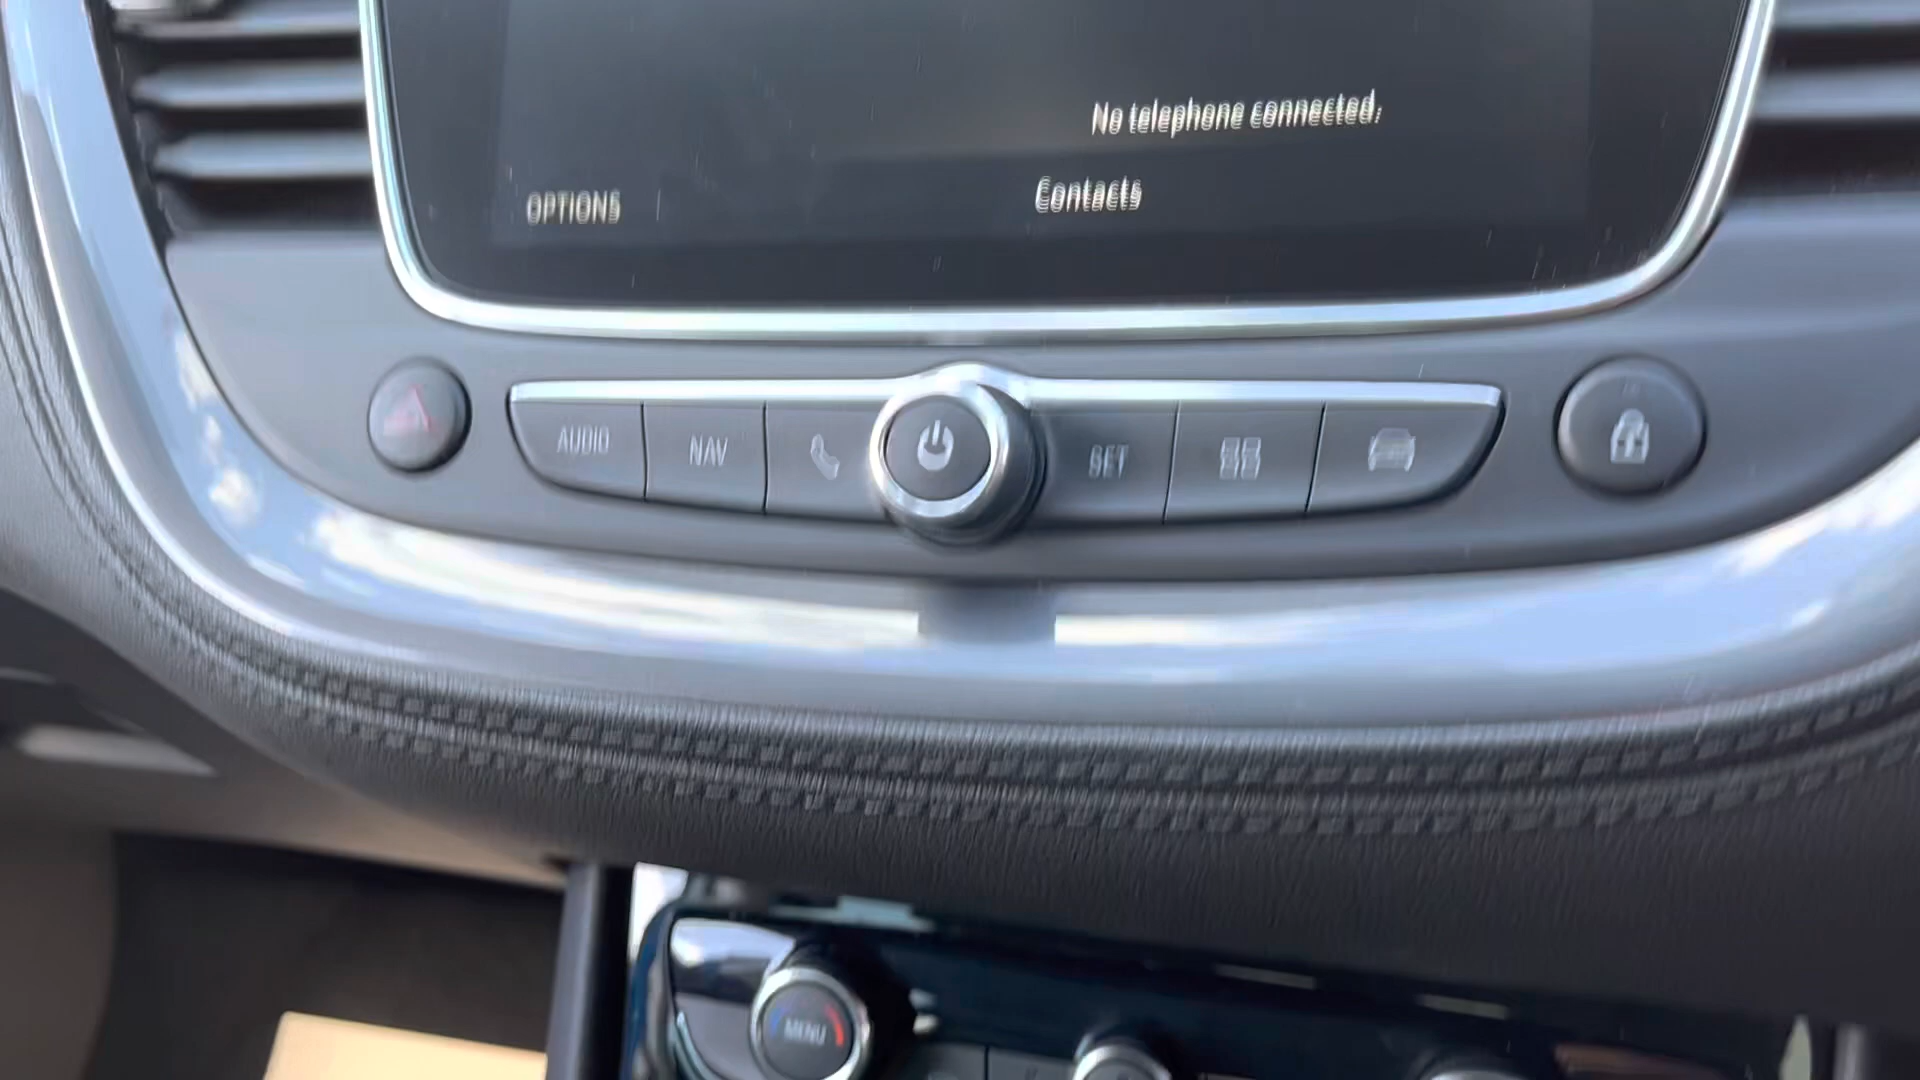 No telephone connected.
OPTIONS
Contacts
AUDIO
NAV
SET
MENU